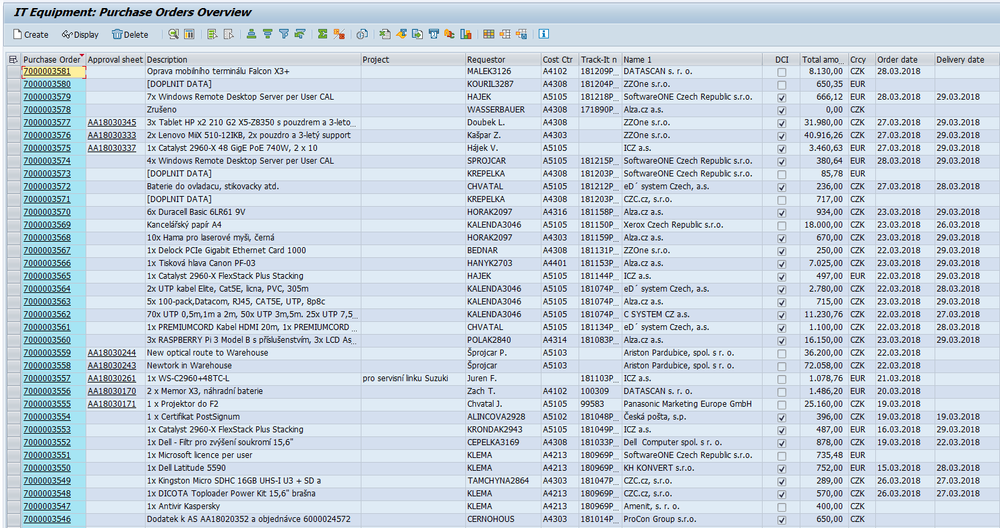 IT Equipment: Purchase Orders Overview
Create Display Delete
Purchase Order Approval sheet Description Project Requestor Cost Ctr Track-It n Name 1 DCI Total amo... Crcy Order date Delivery date
7000003581 Oprava mobilního terminálu Falcon X3+ MALEK3126 A4102 181209P... DATASCAN s. r. o. 8.130,00 CZK 28.03.2018
7000003580 [DOPLNIT DATA] KOURIL3287 A4308 181204P... ZZOne s.r.o. 650,35 EUR
7000003579 7x Windows Remote Desktop Server per User CAL HAJEK A5105 181218P... SoftwareONE Czech Republic s.r.o. 666,12 EUR 28.03.2018 29.03.2018
7000003578 Zrušeno WASSERBAUER A4308 171890P... Alza.cz a.s. 0,00 CZK
7000003577 AA18030345 3x Tablet HP x2 210 G2 X5-Z8350 s pouzdrem a 3-leto... Doubek L. A4308 ZZOne s.r.o. 31.980,00 CZK 27.03.2018 29.03.2018
7000003576 AA18030333 2x Lenovo MiiX 510-12IKB, 2x pouzdro a 3-letý support Kašpar Z. A4303 ZZOne s.r.o. 40.916,26 CZK 27.03.2018 29.03.2018
7000003575 AA18030337 1x Catalyst 2960-X 48 GigE PoE 740W, 2 x 10 Hájek V. A5105 ICZ a.s. 3.460,63 EUR 27.03.2018 29.03.2018
7000003574 4x Windows Remote Desktop Server per User CAL SPROJCAR A5105 181215P... SoftwareONE Czech Republic s.r.o. 380,64 EUR 28.03.2018 29.03.2018
7000003573 [DOPLNIT DATA] KREPELKA A4308 181203P... SoftwareONE Czech Republic s.r.o. 85,78 EUR
7000003572 Baterie do ovladacu, stikovacky atd. CHVATAL A5105 181212P... eD´ system Czech, a.s. 236,00 CZK 27.03.2018 28.03.2018
7000003571 [DOPLNIT DATA] KREPELKA A4308 181203P... CZC.cz, s.r.o. 717,00 CZK
7000003570 6x Duracell Basic 6LR61 9V HORAK2097 A4316 181158P... Alza.cz a.s. 934,00 CZK 23.03.2018 29.03.2018
7000003569 Kancelářský papír A4 KALENDA3046 A5105 181150P... Xerox Czech Republic s.r.o. 18.000,00 CZK 23.03.2018 26.03.2018
7000003568 10x Hama pro laserové myši, černá HORAK2097 A4303 181159P... Alza.cz a.s. 670,00 CZK 23.03.2018 29.03.2018
7000003567 1x Delock PCIe Gigabit Ethernet Card 1000 BEDNAR A4308 181131P... ZZOne s.r.o. 250,00 CZK 22.03.2018 29.03.2018
7000003566 1x Tisková hlava Canon PF-03 HANYK2703 A4401 181153P... Alza.cz a.s. 7.025,00 CZK 23.03.2018 29.03.2018
7000003565 1x Catalyst 2960-X FlexStack Plus Stacking HAJEK A5105 181144P... ICZ a.s. 497,00 EUR 22.03.2018 29.03.2018
7000003564 2x UTP kabel Elite, Cat5E, licna, PVC, 305m KALENDA3046 A5105 181074P... eD´ system Czech, a.s. 2.780,00 CZK 22.03.2018 28.03.2018
7000003563 5x 100-pack,Datacom, RJ45, CAT5E, UTP, 8p8c KALENDA3046 A5105 181074P... Alza.cz a.s. 715,00 CZK 23.03.2018 29.03.2018
7000003562 70x UTP 0,5m,1m a 2m, 50x UTP 3m,5m. 25x UTP 7,5... KALENDA3046 A5105 181074P... C SYSTEM CZ a.s. 11.230,76 CZK 22.03.2018 27.03.2018
7000003561 1x PREMIUMCORD Kabel HDMI 20m, 1x PREMIUMCORD ... CHVATAL A5105 181134P... eD´ system Czech, a.s. 1.100,00 CZK 22.03.2018 28.03.2018
7000003560 3x RASPBERRY Pi 3 Model B s příslušenstvím, 3x LCD As... POLAK2840 A4314 181083P... Alza.cz a.s. 16.150,00 CZK 23.03.2018 29.03.2018
7000003559 AA18030244 New optical route to Warehouse Šprojcar P. A5103 Ariston Pardubice, spol. s r. o. 36.200,00 CZK 22.03.2018
7000003558 AA18030243 Newtork in Warehouse Šprojcar A5103 Ariston Pardubice, spol. s r. o. 72.058,00 CZK 22.03.2018
7000003557 AA18030261 1x WS-C2960+48TC-L pro servisní linku Suzuki Juren F. 181103P... ICZ a.s. 1.078,76 EUR 21.03.2018
7000003556 AA18030170 2 x Memor X3, náhradní baterie Zach T. A4102 100309 DATASCAN s. r. o. 1.486,20 EUR 20.03.2018
7000003555 AA18030171 1 x Projektor do F2 Chvatal J. A5105 99583 Panasonic Marketing Europe GmbH 25.160,00 CZK 19.03.2018
7000003554 1 x Certifikat PostSignum ALINCOVA2928 A5102 181048P... Česká pošta, s.p. 396,00 CZK 19.03.2018 19.03.2018
7000003553 1x Catalyst 2960-X FlexStack Plus Stacking KRONDAK2943 A5105 181049P... ICZ a.s. 487,00 EUR 16.03.2018 29.03.2018
7000003552 1x Dell - Filtr pro zvýšení soukromí 15,6" CEPELKA3169 A4308 181033P... Dell Computer spol. s r. o. 878,00 CZK 19.03.2018 22.03.2018
7000003551 1x Microsoft licence per user KLEMA A4213 180969P... SoftwareONE Czech Republic s.r.o. 735,48 EUR
7000003550 1x Dell Latitude 5590 KLEMA A4213 180969P... KH KONVERT s.r.o. 752,00 EUR 15.03.2018 28.03.2018
7000003549 1x Kingston Micro SDHC 16GB UHS-I U3 + SD a TAMCHYNA2864 A4303 181047P... CZC.cz, s.r.o. 289,00 CZK 26.03.2018 27.03.2018
7000003548 1x DICOTA Toploader Power Kit 15,6" brašna KLEMA A4213 180969P... CZC.cz, s.r.o. 570,00 CZK 26.03.2018 27.03.2018
7000003547 1x Antivir Kaspersky KLEMA A4213 180969P... Amenit, s. r. o. 400,00 CZK
7000003546 Dodatek k AS AA18020352 a objednávce 6000024572 CERNOHOUS A4303 181014P... ProCon Group s.r.o. 650,00 CZK